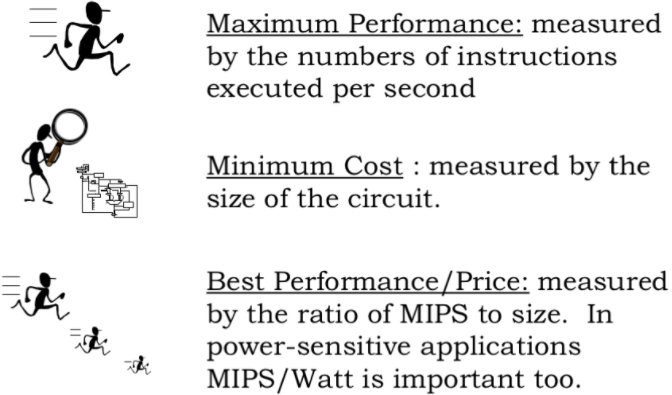 Maximum Performance: measured
by the numbers of instructions
executed per second
Minimum Cost : measured by the
size of the circuit.
Best Performance/Price: measured
by the ratio of MIPS to size.  In
power-sensitive applications
MIPS/Watt is important too.